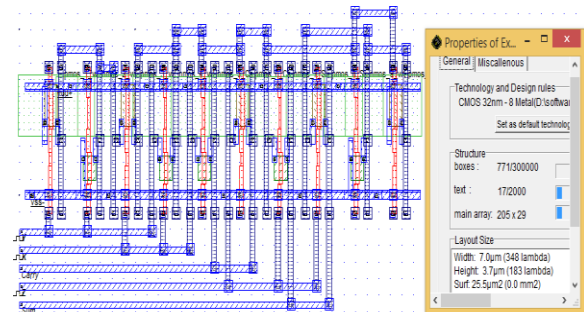 Properties of Ex...
General
Miscallenous
Technology and Design rules
CMOS 32nm - 8 Metal(D:\softwar
Set as default technolog
Structure
boxes : 771/300000
text : 17/2000
main array: 205 x 29
Layout Size
Width: 7.0µm (348 lambda)
Height: 3.7µm (183 lambda)
Surf: 25.5µm2 (0.0 mm2)
vss-
Carry